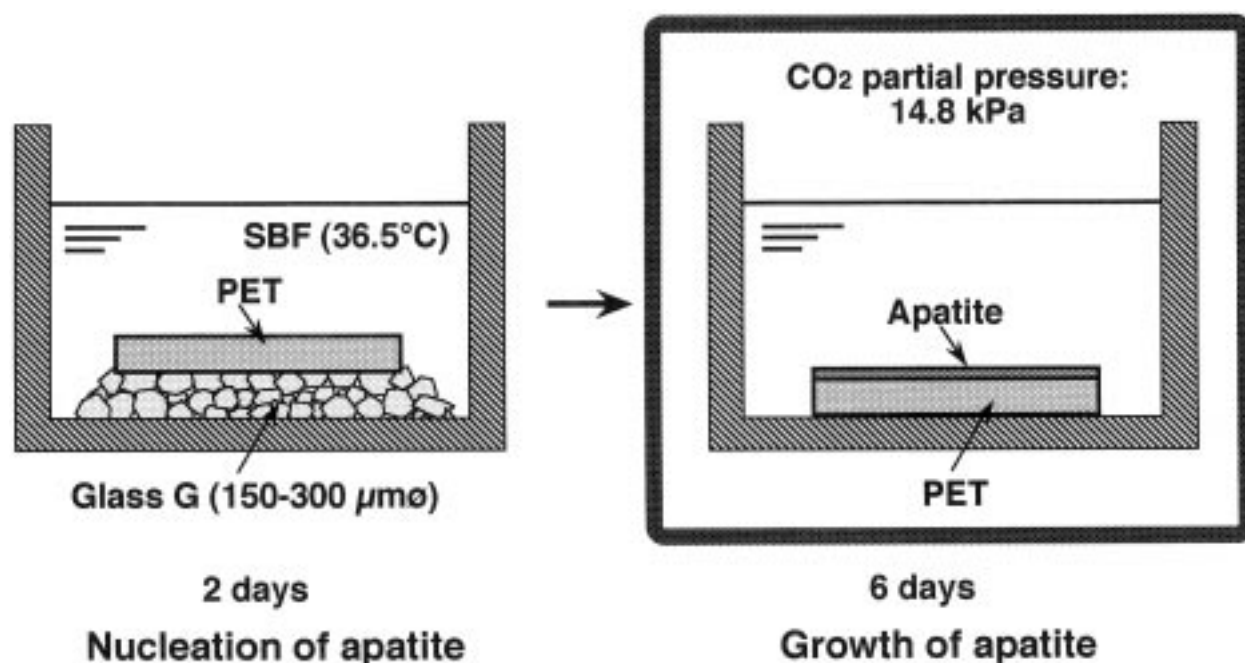 SBF (36.5°C)
PET
Glass G (150-300 µmø)
2 days
Nucleation of apatite
CO₂ partial pressure:
14.8 kPa
Apatite
PET
6 days
Growth of apatite